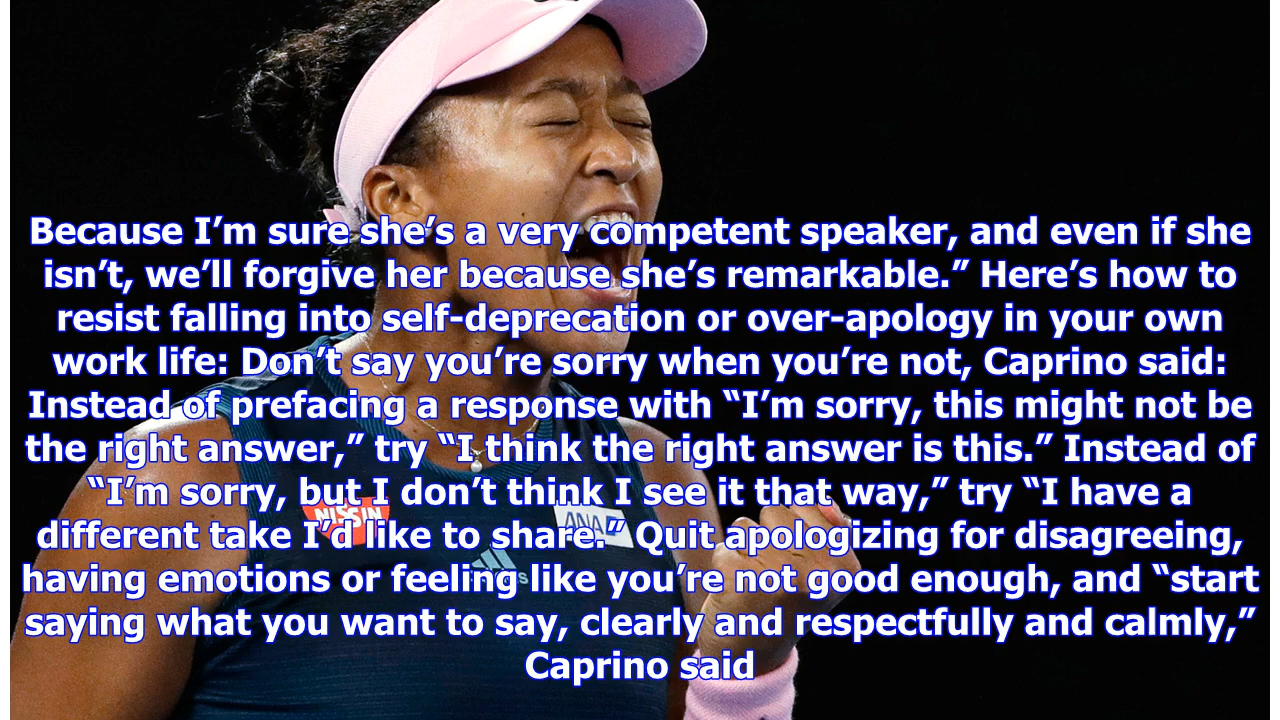 Because I’m sure she’s a very competent speaker, and even if she
isn’t, we’ll forgive her because she’s remarkable.” Here’s how to
resist falling into self-deprecation or over-apology in your own
work life: Don’t say you’re sorry when you’re not, Caprino said:
Instead of prefacing a response with “I’m sorry, this might not be
the right answer,” try “I think the right answer is this.” Instead of
“I’m sorry, but I don’t think I see it that way,” try “I have a
different take I’d like to share.” Quit apologizing for disagreeing,
having emotions or feeling like you’re not good enough, and “start
saying what you want to say, clearly and respectfully and calmly,”
Caprino said
NISSIN
ANA